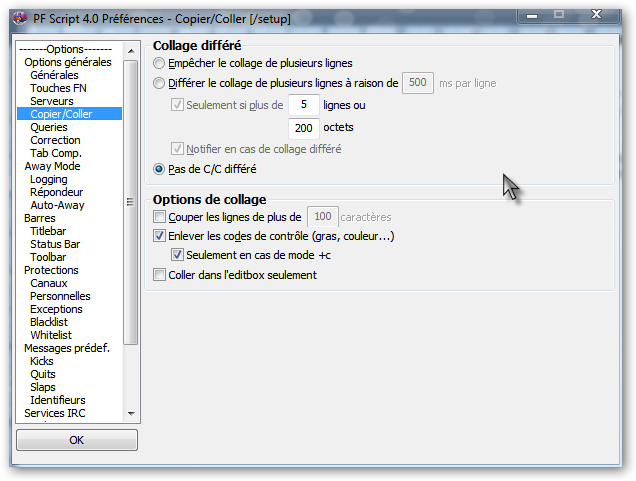 PF Script 4.0 Préférences - Copier/Coller [/setup]
-------Options-------
Options générales
Générales
Touches FN
Serveurs
Copier/Coller
Queries
Correction
Tab Comp.
Away Mode
Logging
Répondeur
Auto-Away
Barres
Titlebar
Status Bar
Toolbar
Protections
Canaux
Personnelles
Exceptions
Blacklist
Whitelist
Messages prédef.
Kicks
Quits
Slaps
Identifieurs
Services IRC
OK
Collage différé
Empêcher le collage de plusieurs lignes
Différer le collage de plusieurs lignes à raison de 500 ms par ligne
Seulement si plus de 5 lignes ou
200 octets
Notifier en cas de collage différé
Pas de C/C différé
Options de collage
Couper les lignes de plus de 100 caractères
Enlever les codes de contrôle (gras, couleur...)
Seulement en cas de mode +c
Coller dans l'editbox seulement